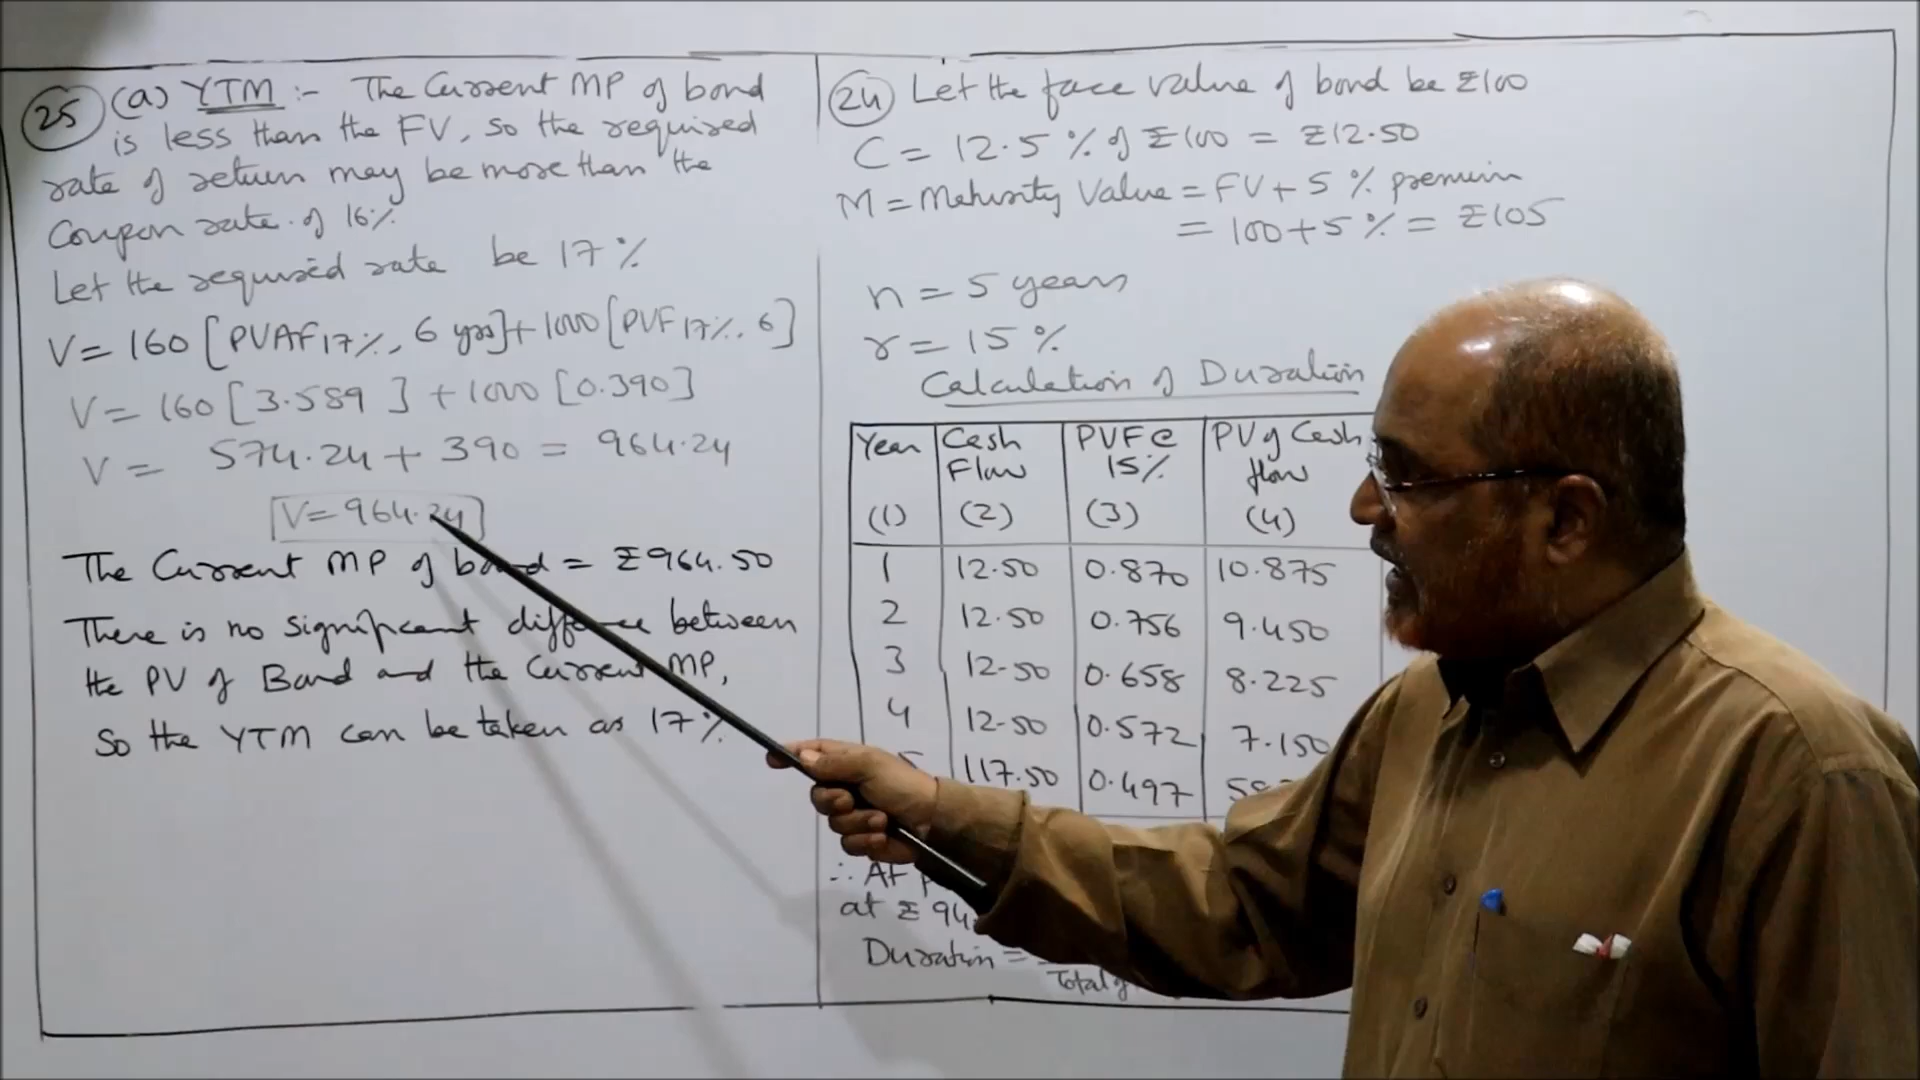 25 (a) YTM :- The Current MP of bond
is less than the FV, so the required
rate of return may be more than the
Coupon rate of 16%
Let the required rate be 17%
V = 160 [PVAF17%, 6 yrs] + 1000 [PVF17%, 6]
V = 160 [3.589] + 1000 [0.390]
V = 574.24 + 390 = 964.24
V = 964.24
The Current MP of bond = ₹964.50
There is no significant difference between
the PV of Bond and the Current MP,
So the YTM can be taken as 17%
24 Let the face value of bond be ₹100
C = 12.5% of ₹100 = ₹12.50
M = Maturity Value = FV + 5% premium
= 100 + 5% = ₹105
n = 5 years
r = 15%
Calculation of Duration
Year Cash Flow PVF @ 15% PV of Cash flow
(1) (2) (3) (4)
1 12.50 0.870 10.875
2 12.50 0.756 9.450
3 12.50 0.658 8.225
4 12.50 0.572 7.150
117.50 0.497
∴ At
at ₹
Duration =
Total of